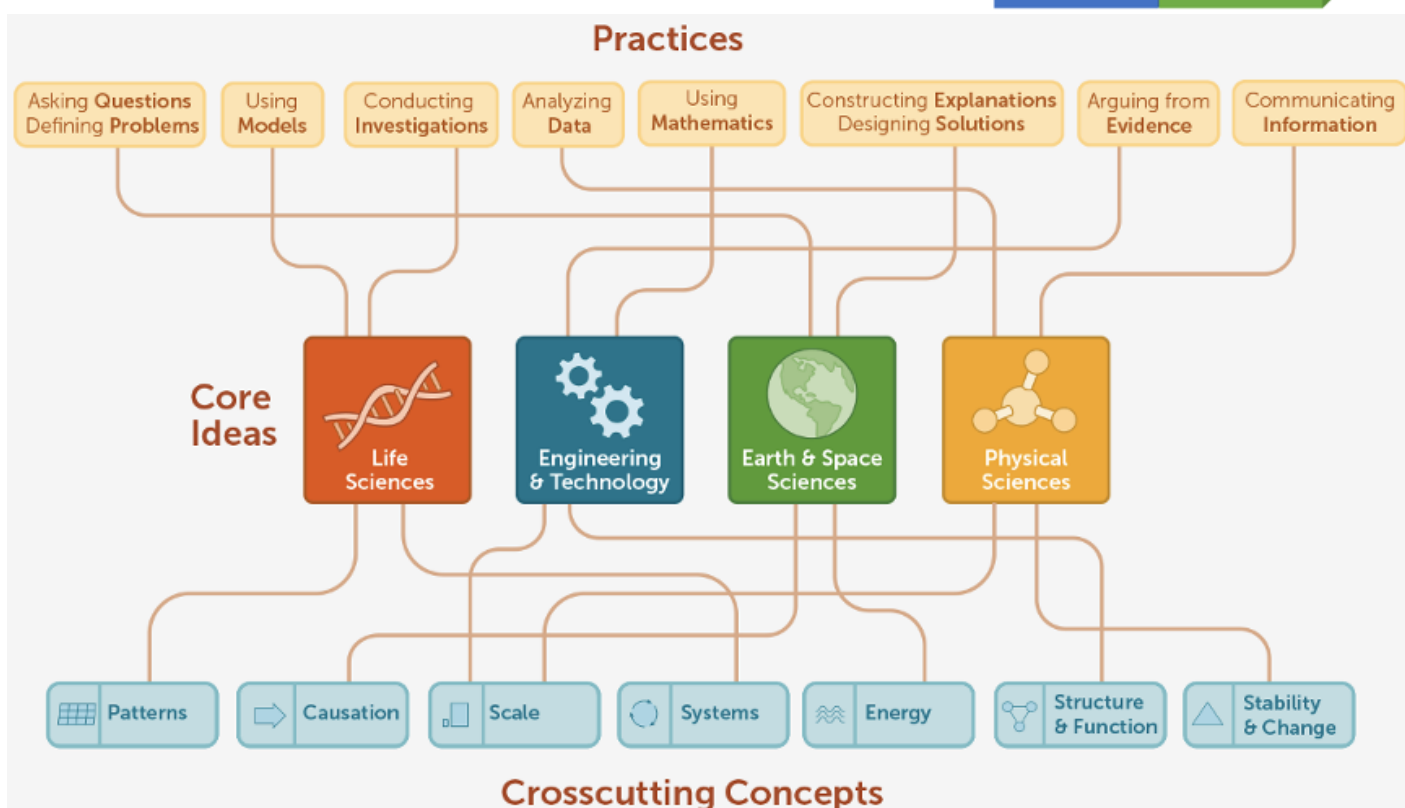 Practices
Asking Questions
Defining Problems
Using
Models
Conducting
Investigations
Analyzing
Data
Using
Mathematics
Constructing Explanations
Designing Solutions
Arguing from
Evidence
Communicating
Information
Core
Ideas
Life
Sciences
Engineering
& Technology
Earth & Space
Sciences
Physical
Sciences
Patterns
Causation
Scale
Systems
Energy
Structure
& Function
Stability
& Change
Crosscutting Concepts